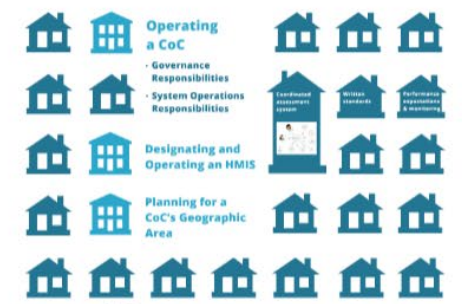 Operating
a CoC
· Governance
Responsibilities
· System Operations
Responsibilities
Coordinated
assessment
system
Written
standards
Performance
expectations
& monitoring
Designating and
Operating an HMIS
Planning for a
CoC's Geographic
Area